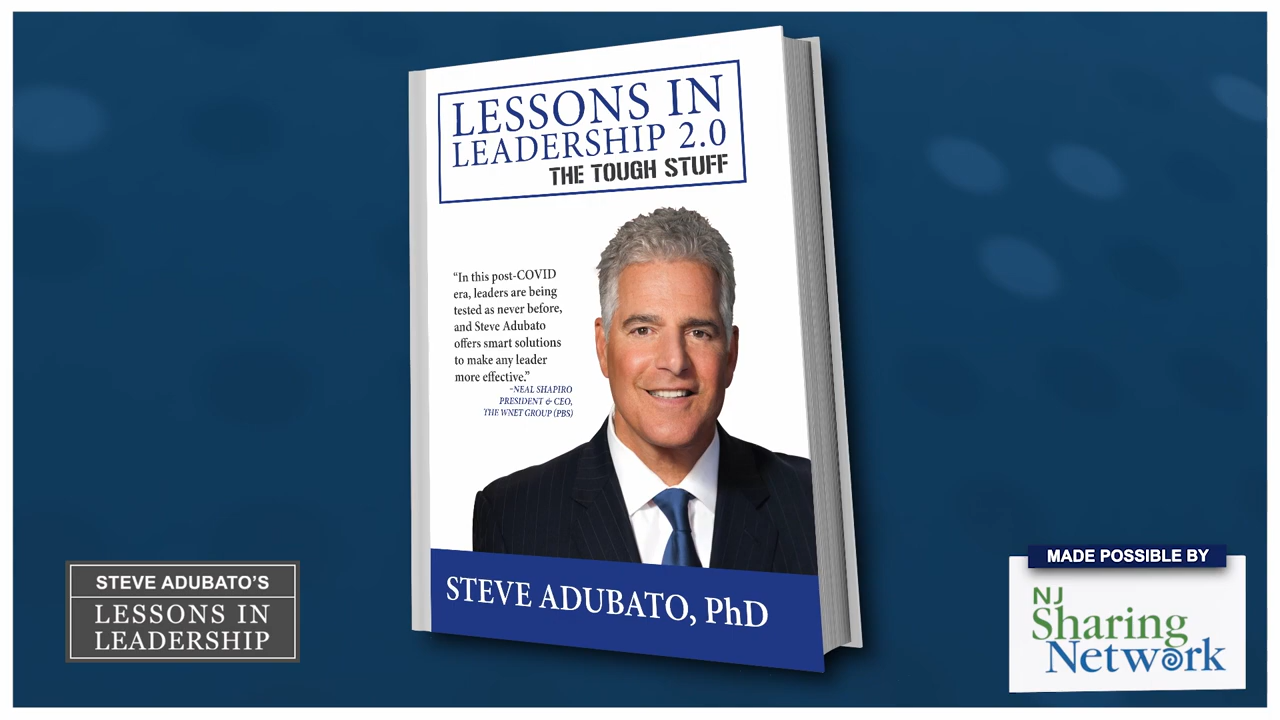 LESSONS IN
LEADERSHIP 2.0
THE TOUGH STUFF
“In this post-COVID
era, leaders are being
tested as never before,
and Steve Adubato
offers smart solutions
to make any leader
more effective.”
–NEAL SHAPIRO
PRESIDENT & CEO,
THE WNET GROUP (PBS)
STEVE ADUBATO, PhD
STEVE ADUBATO’S
LESSONS IN
LEADERSHIP
MADE POSSIBLE BY
NJ
Sharing
Network